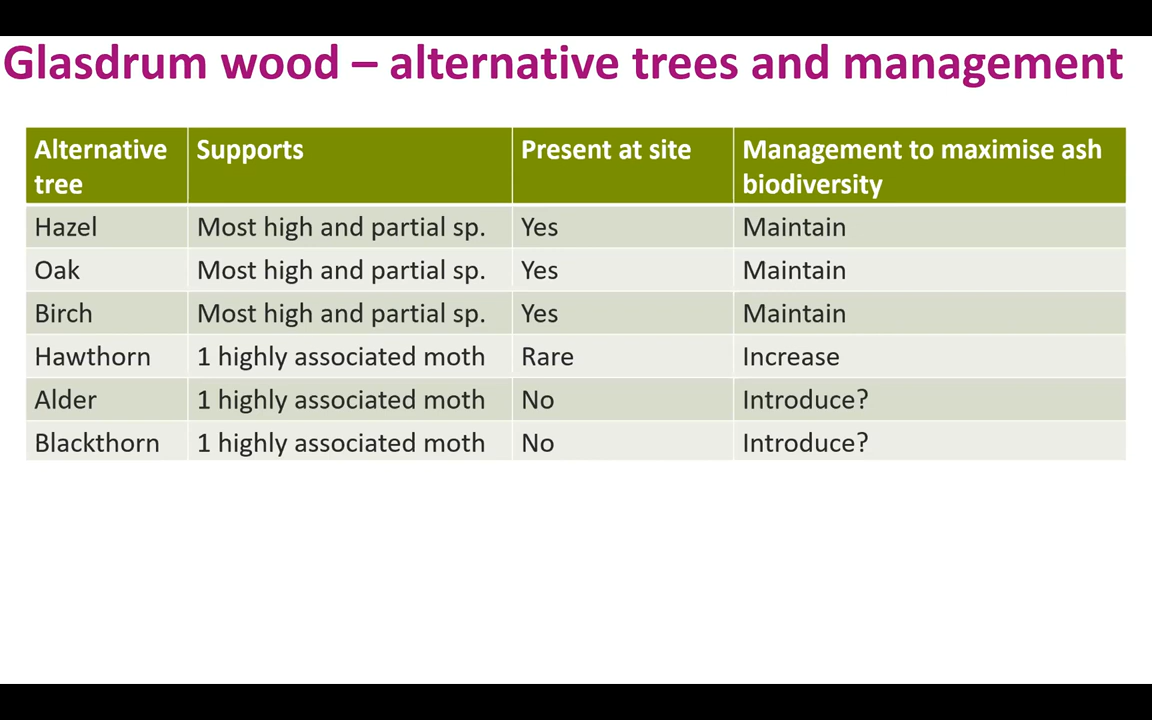 Glasdrum wood – alternative trees and management
Alternative tree | Supports | Present at site | Management to maximise ash biodiversity
Hazel | Most high and partial sp. | Yes | Maintain
Oak | Most high and partial sp. | Yes | Maintain
Birch | Most high and partial sp. | Yes | Maintain
Hawthorn | 1 highly associated moth | Rare | Increase
Alder | 1 highly associated moth | No | Introduce?
Blackthorn | 1 highly associated moth | No | Introduce?